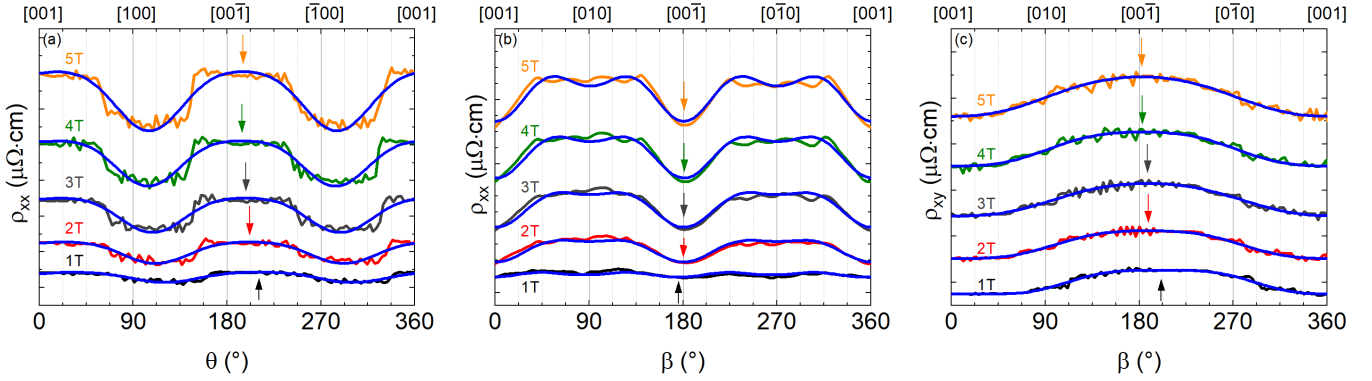 [001] [100] [001̄] [1̄00] [001]
(a)
5T
4T
3T
2T
1T
ρxx (μΩ·cm)
0 90 180 270 360
θ (°)
[001] [010] [001̄] [01̄0] [001]
(b)
5T
4T
3T
2T
1T
ρxx (μΩ·cm)
0 90 180 270 360
β (°)
[001] [010] [001̄] [01̄0] [001]
(c)
5T
4T
3T
2T
1T
ρxy (μΩ·cm)
0 90 180 270 360
β (°)